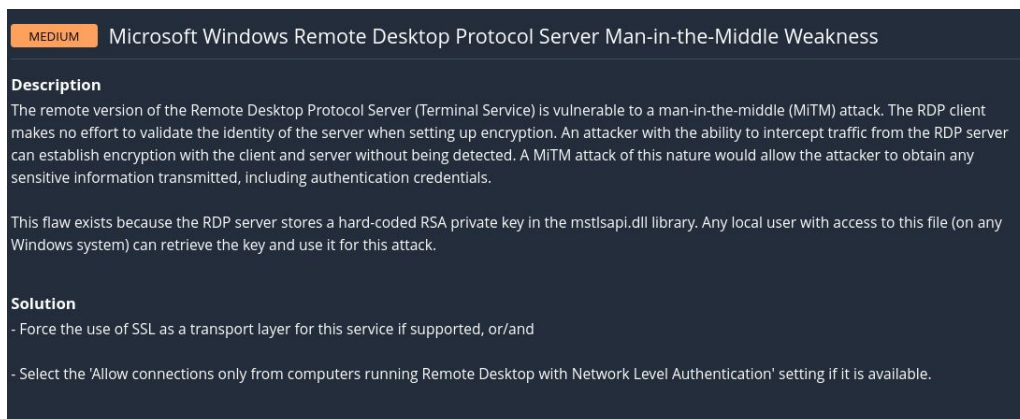 MEDIUM Microsoft Windows Remote Desktop Protocol Server Man-in-the-Middle Weakness
Description
The remote version of the Remote Desktop Protocol Server (Terminal Service) is vulnerable to a man-in-the-middle (MiTM) attack. The RDP client
makes no effort to validate the identity of the server when setting up encryption. An attacker with the ability to intercept traffic from the RDP server
can establish encryption with the client and server without being detected. A MiTM attack of this nature would allow the attacker to obtain any
sensitive information transmitted, including authentication credentials.
This flaw exists because the RDP server stores a hard-coded RSA private key in the mstlsapi.dll library. Any local user with access to this file (on any
Windows system) can retrieve the key and use it for this attack.
Solution
- Force the use of SSL as a transport layer for this service if supported, or/and
- Select the 'Allow connections only from computers running Remote Desktop with Network Level Authentication' setting if it is available.